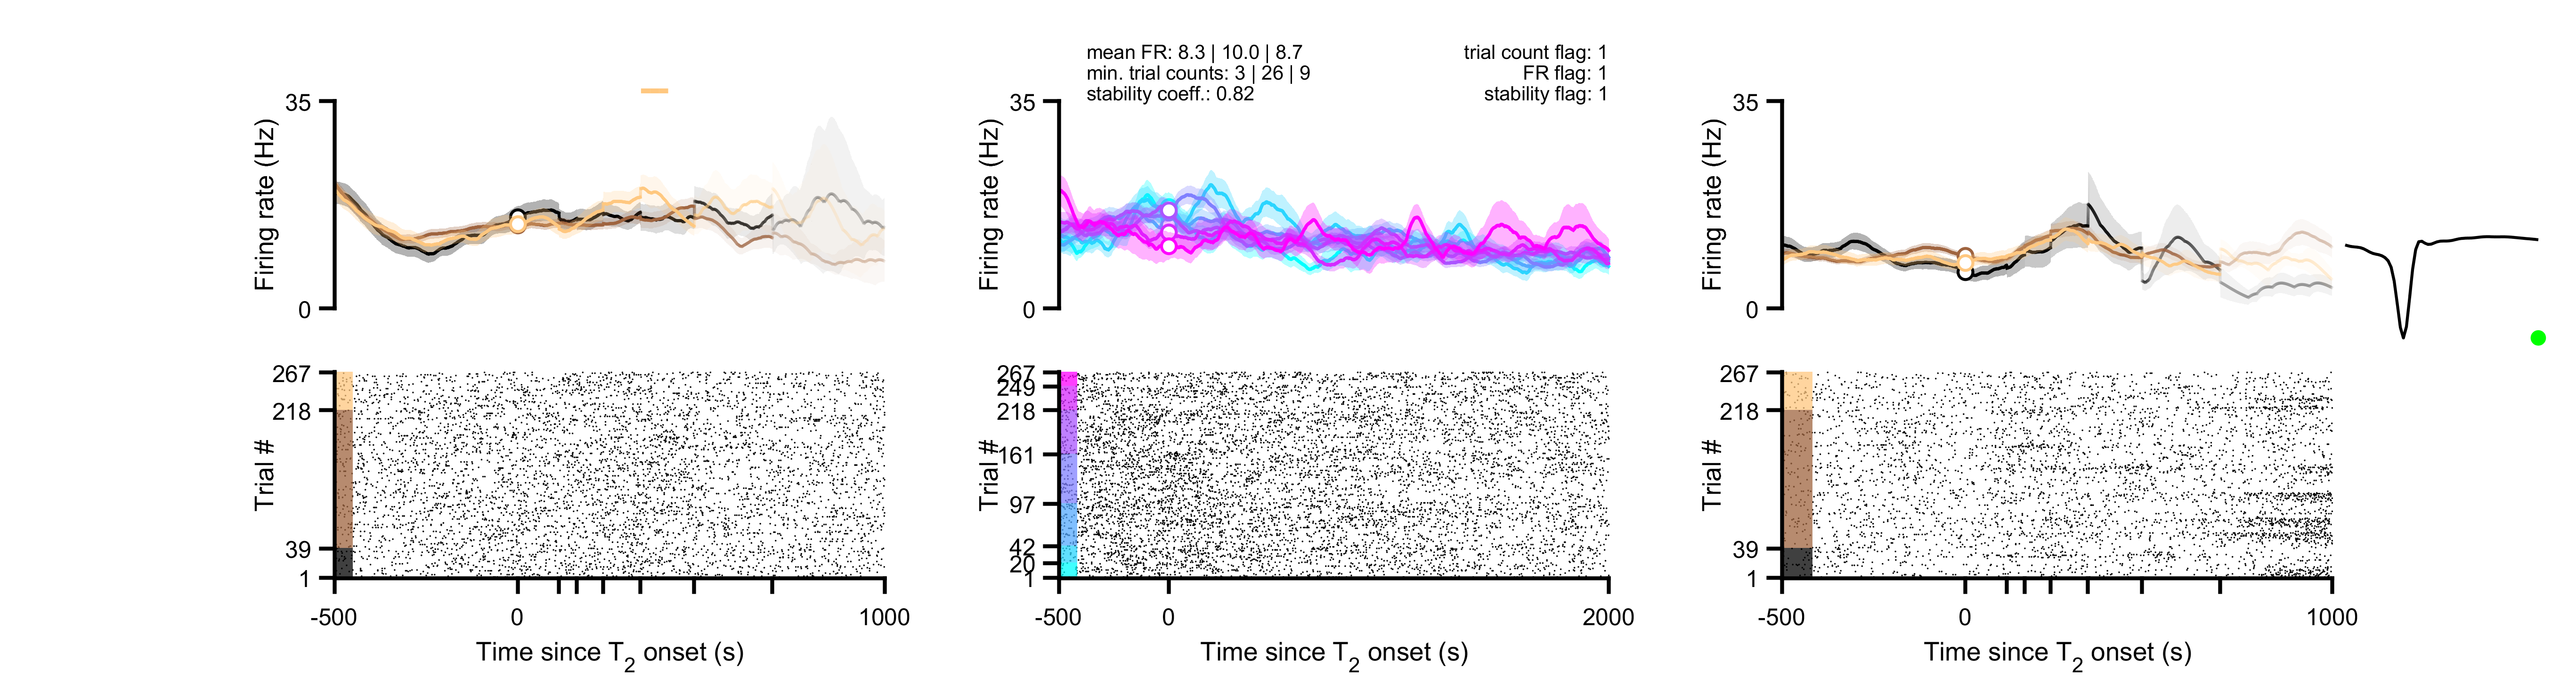 mean FR: 8.3 | 10.0 | 8.7
min. trial counts: 3 | 26 | 9
stability coeff.: 0.82
trial count flag: 1
FR flag: 1
stability flag: 1
35
0
Firing rate (Hz)
35
0
Firing rate (Hz)
35
0
Firing rate (Hz)
267
218
39
1
Trial #
-500
0
1000
Time since T2 onset (s)
267
249
218
161
97
42
20
1
Trial #
-500
0
2000
Time since T2 onset (s)
267
218
39
1
Trial #
-500
0
1000
Time since T2 onset (s)